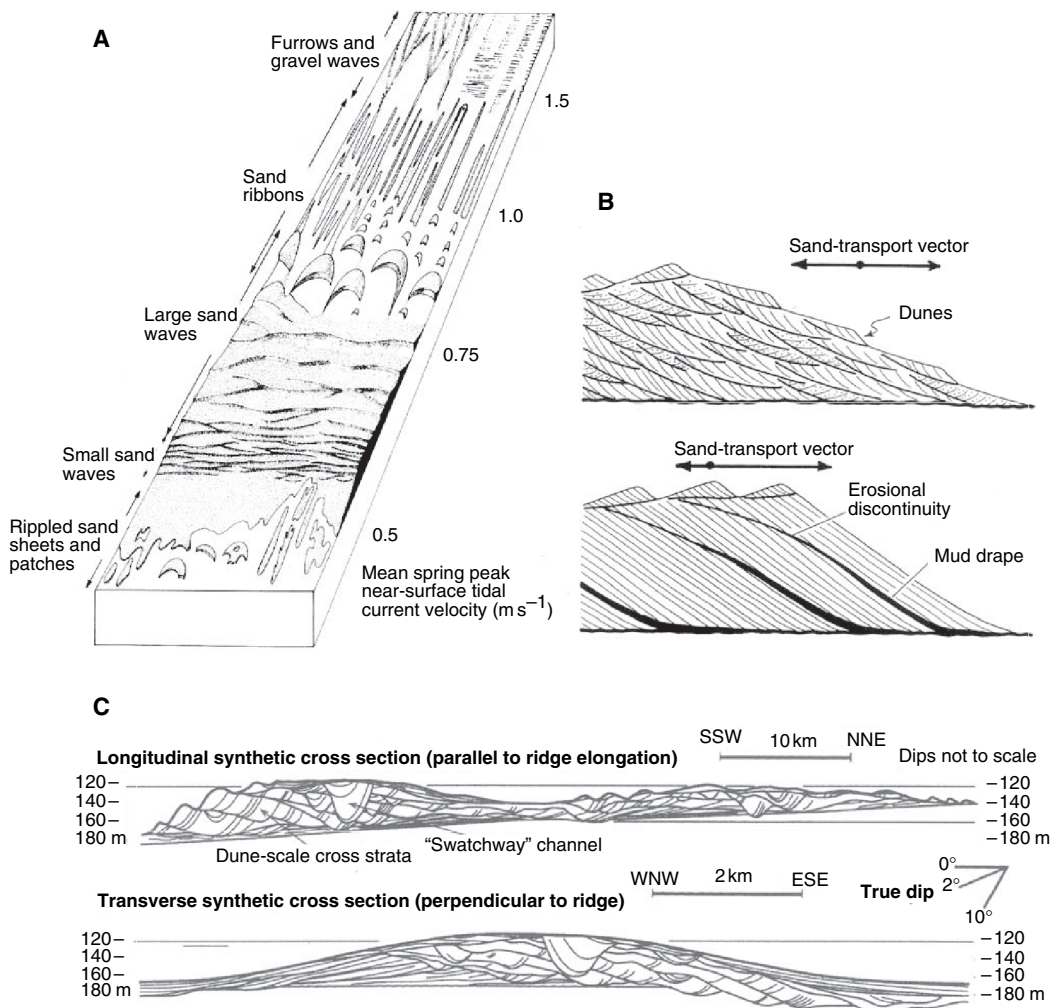 A
Furrows and
gravel waves
1.5
Sand
ribbons
1.0
Large sand
waves
0.75
Small sand
waves
Rippled sand
sheets and
patches
0.5
Mean spring peak
near-surface tidal
current velocity (m s–1)
B
Sand-transport vector
Dunes
Sand-transport vector
Erosional
discontinuity
Mud drape
C
SSW 10 km NNE
Longitudinal synthetic cross section (parallel to ridge elongation) Dips not to scale
120– –120
140– –140
160– –160
180 m –180 m
Dune-scale cross strata
“Swatchway” channel
WNW 2 km ESE
True dip
0°
2°
10°
Transverse synthetic cross section (perpendicular to ridge)
120– –120
140– –140
160– –160
180 m –180 m